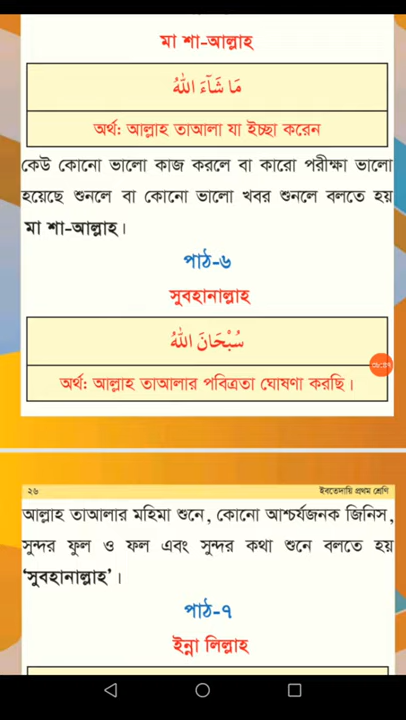 মা শা-আল্লাহ
مَا شَآءَ اللّٰهُ
অর্থ: আল্লাহ তাআলা যা ইচ্ছা করেন
কেউ কোনো ভালো কাজ করলে বা কারো পরীক্ষা ভালো
হয়েছে শুনলে বা কোনো ভালো খবর শুনলে বলতে হয়
মা শা-আল্লাহ।
পাঠ-৬
সুবহানাল্লাহ
سُبْحَانَ اللّٰهُ
অর্থ: আল্লাহ তাআলার পবিত্রতা ঘোষণা করছি।
২৬ ইবতেদায়ি প্রথম শ্রেণি
আল্লাহ তাআলার মহিমা শুনে, কোনো আশ্চর্যজনক জিনিস,
সুন্দর ফুল ও ফল এবং সুন্দর কথা শুনে বলতে হয়
‘সুবহানাল্লাহ’।
পাঠ-৭
ইন্না লিল্লাহ